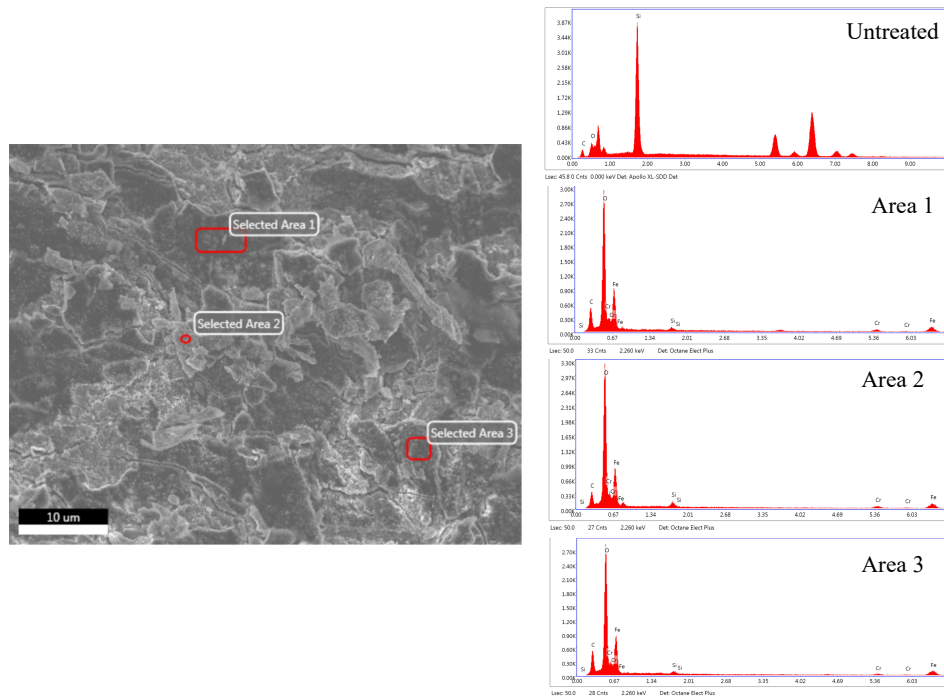 Selected Area 1
Selected Area 2
Selected Area 3
10 um
Untreated
3.87K
3.44K
3.01K
2.58K
2.15K
1.72K
1.29K
0.86K
0.43K
0.00K
Si
C
O
0.00 1.00 2.00 3.00 4.00 5.00 6.00 7.00 8.00 9.00
Lsec: 45.8 0 Cnts 0.000 keV Det: Apollo XL-SDD Det
Area 1
3.00K
2.70K
2.40K
2.10K
1.80K
1.50K
1.20K
0.90K
0.60K
0.30K
0.00K
O
Fe
C
Cr
Si
Fe
Si
Si
Cr
Cr
Fe
0.00 0.67 1.34 2.01 2.68 3.35 4.02 4.69 5.36 6.03
Lsec: 50.0 33 Cnts 2.260 keV Det: Octane Elect Plus
Area 2
3.30K
2.97K
2.64K
2.31K
1.98K
1.65K
1.32K
0.99K
0.66K
0.33K
0.00K
O
Fe
C
Cr
Si
Fe
Si
Si
Cr
Cr
Fe
0.00 0.67 1.34 2.01 2.68 3.35 4.02 4.69 5.36 6.03
Lsec: 50.0 27 Cnts 2.260 keV Det: Octane Elect Plus
Area 3
2.70K
2.40K
2.10K
1.80K
1.50K
1.20K
0.90K
0.60K
0.30K
0.00K
O
Fe
C
Cr
Si
Fe
Si
Si
Cr
Cr
Fe
0.00 0.67 1.34 2.01 2.68 3.35 4.02 4.69 5.36 6.03
Lsec: 50.0 28 Cnts 2.260 keV Det: Octane Elect Plus